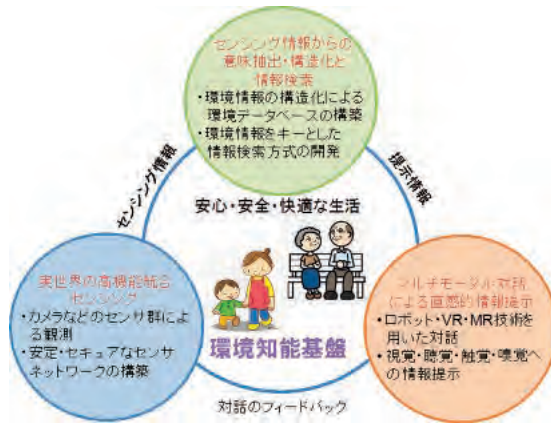 センシング情報からの
意味抽出・構造化と
情報検索
・環境情報の構造化による
環境データベースの構築
・環境情報をキーとした
情報検索方式の開発
センシング情報
提示情報
安心・安全・快適な生活
実世界の高機能統合
センシング
・カメラなどのセンサ群によ
る観測
・安定・セキュアなセンサ
ネットワークの構築
環境知能基盤
マルチモーダル対話
による直感的情報提示
・ロボット・VR・MR技術を
用いた対話
・視覚・聴覚・触覚・嗅覚へ
の情報提示
対話のフィードバック